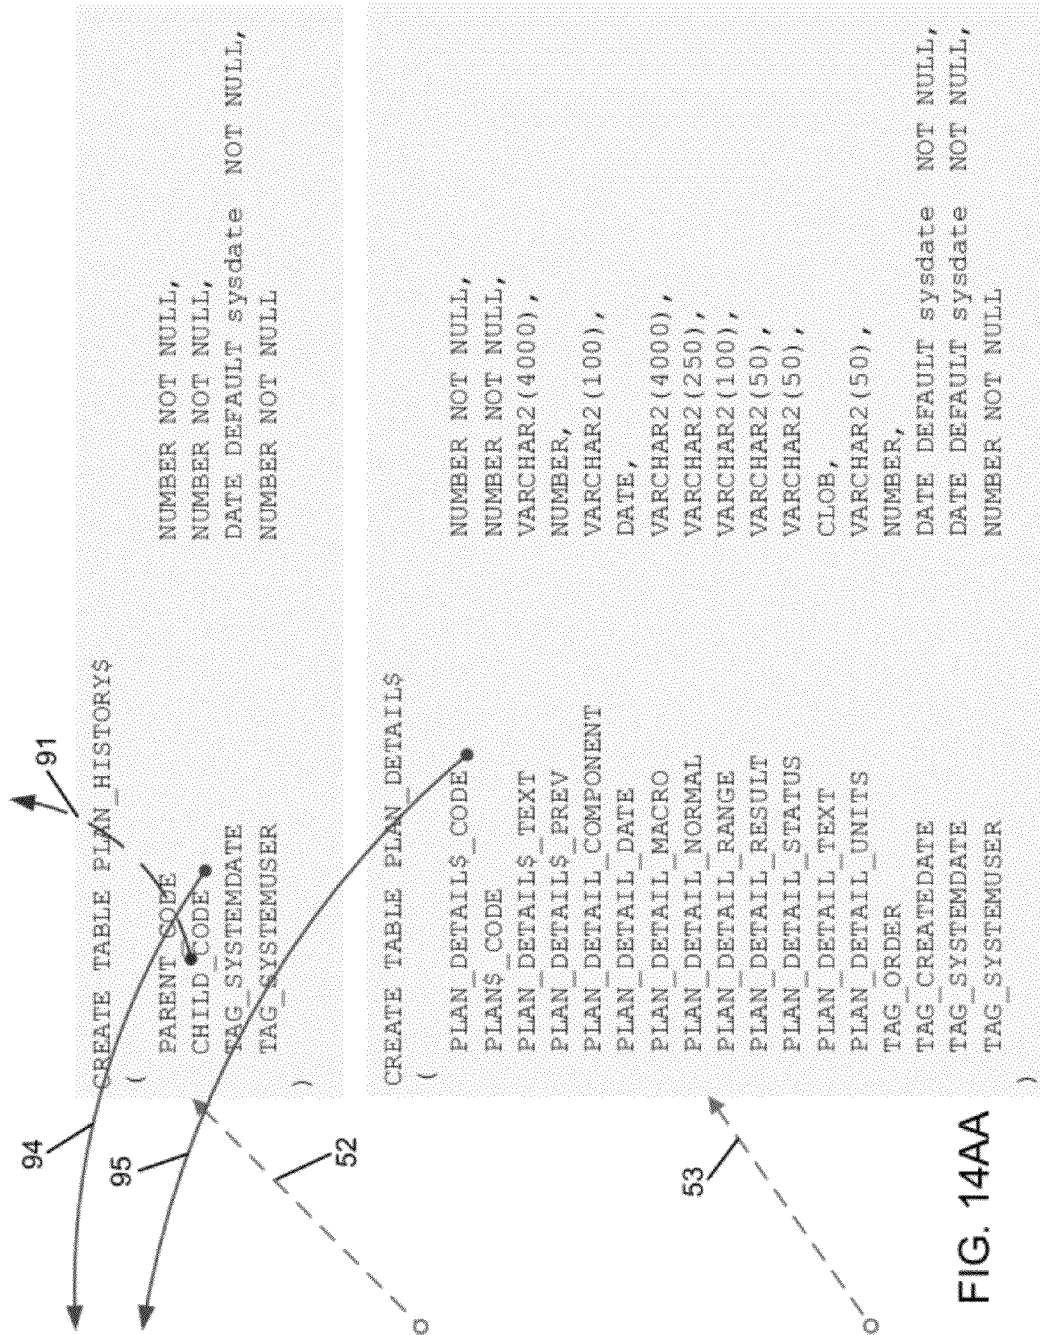 CREATE TABLE PLAN_HISTORY$
(
PARENT_CODE NUMBER NOT NULL,
CHILD_CODE NUMBER NOT NULL,
TAG_SYSTEMDATE DATE DEFAULT sysdate NOT NULL,
TAG_SYSTEMUSER NUMBER NOT NULL
)
CREATE TABLE PLAN_DETAILS$
(
PLAN_DETAILS$_CODE NUMBER NOT NULL,
PLAN$_CODE NUMBER NOT NULL,
PLAN_DETAIL$_TEXT VARCHAR2(4000),
PLAN_DETAIL$_PREV NUMBER,
PLAN_DETAIL_COMPONENT VARCHAR2(100),
PLAN_DETAIL_DATE DATE,
PLAN_DETAIL_MACRO VARCHAR2(4000),
PLAN_DETAIL_NORMAL VARCHAR2(250),
PLAN_DETAIL_RANGE VARCHAR2(100),
PLAN_DETAIL_RESULT VARCHAR2(50),
PLAN_DETAIL_STATUS VARCHAR2(50),
PLAN_DETAIL_TEXT CLOB,
PLAN_DETAIL_UNITS VARCHAR2(50),
TAG_ORDER NUMBER,
TAG_CREATEDATE DATE DEFAULT sysdate NOT NULL,
TAG_SYSTEMDATE DATE DEFAULT sysdate NOT NULL,
TAG_SYSTEMUSER NUMBER NOT NULL
)
94
95
91
52
53
FIG. 14AA